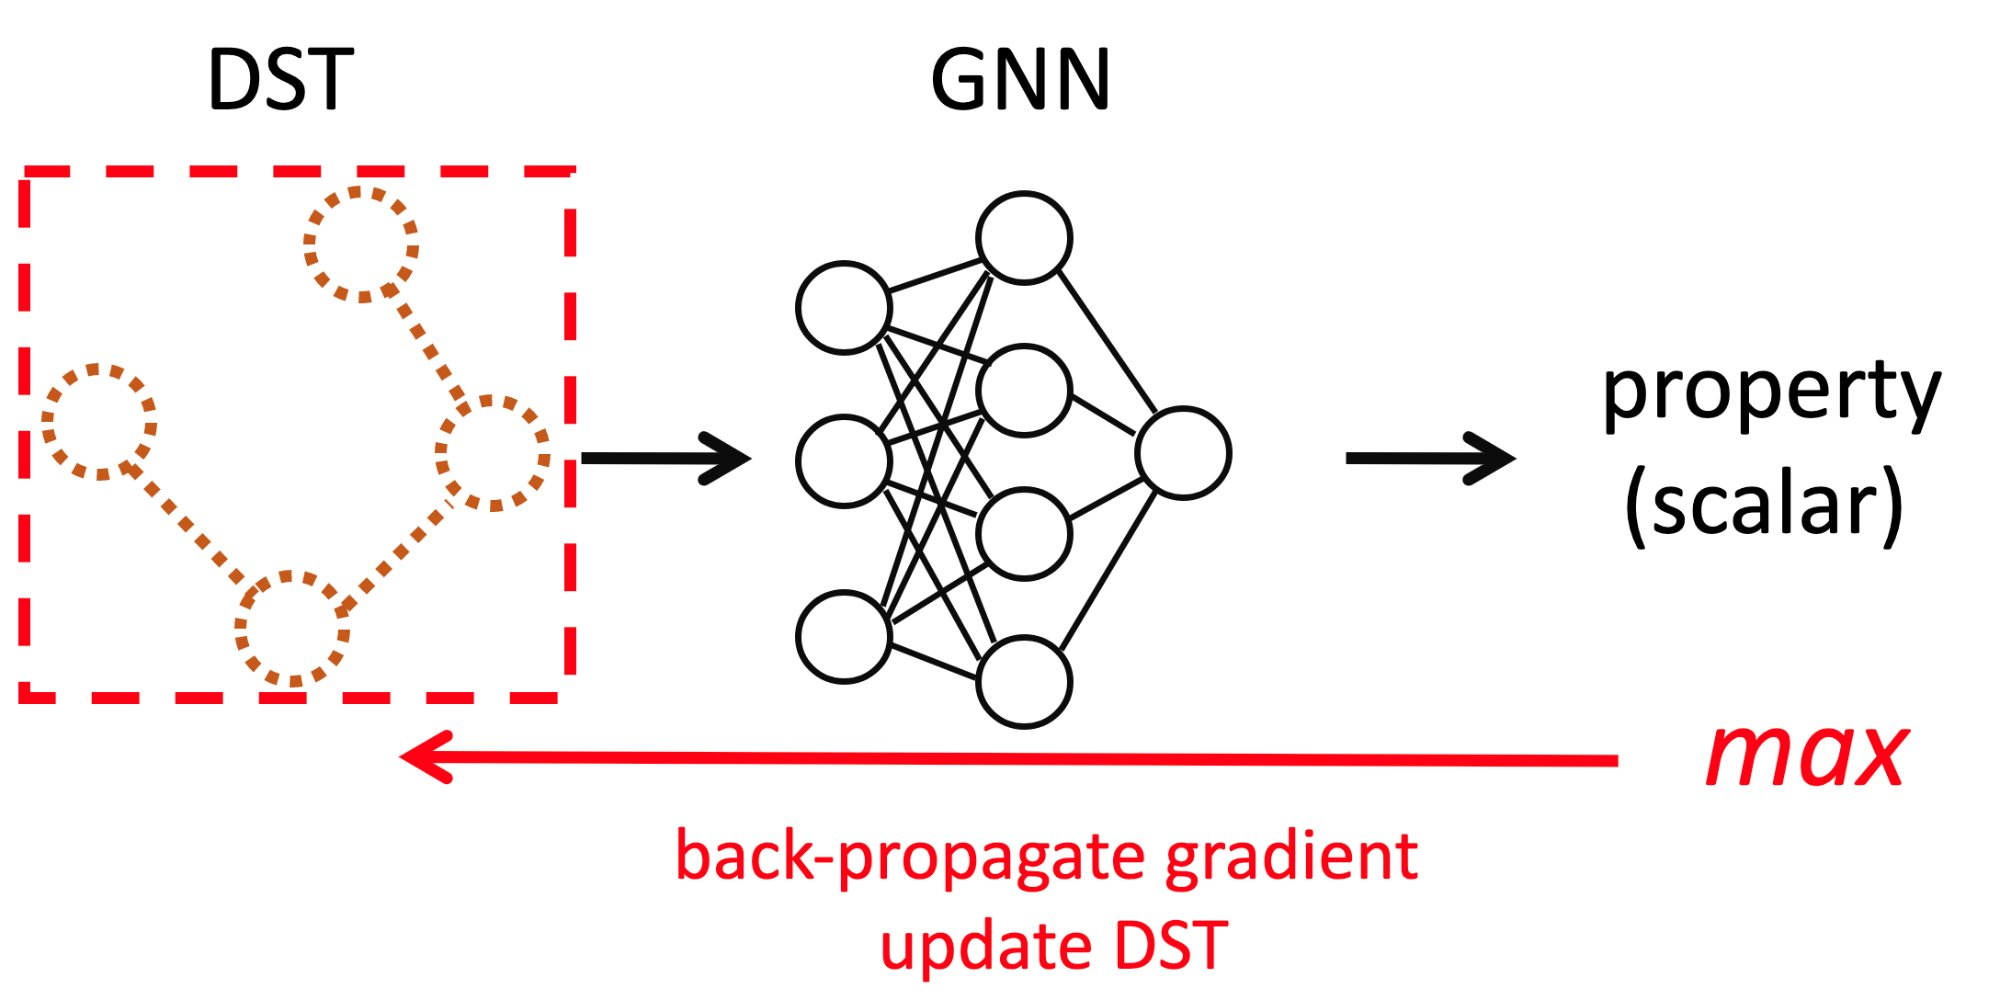 DST
GNN
property
(scalar)
max
back-propagate gradient
update DST